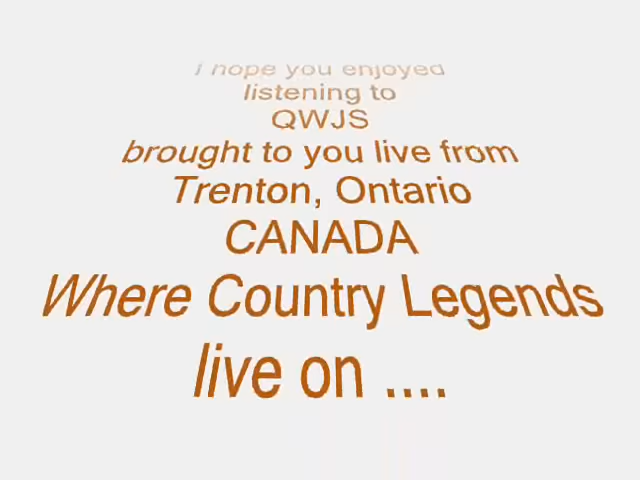 I hope you enjoyed
listening to
QWJS
brought to you live from
Trenton, Ontario
CANADA
Where Country Legends
live on ....